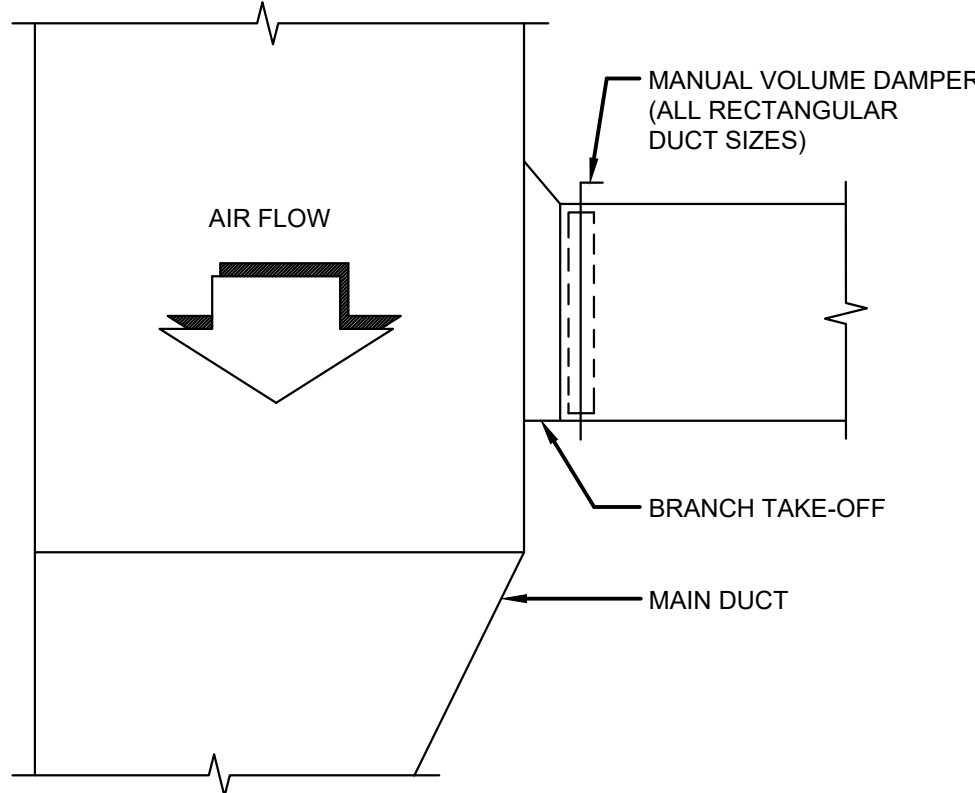 MANUAL VOLUME DAMPER
(ALL RECTANGULAR
DUCT SIZES)
AIR FLOW
BRANCH TAKE-OFF
MAIN DUCT